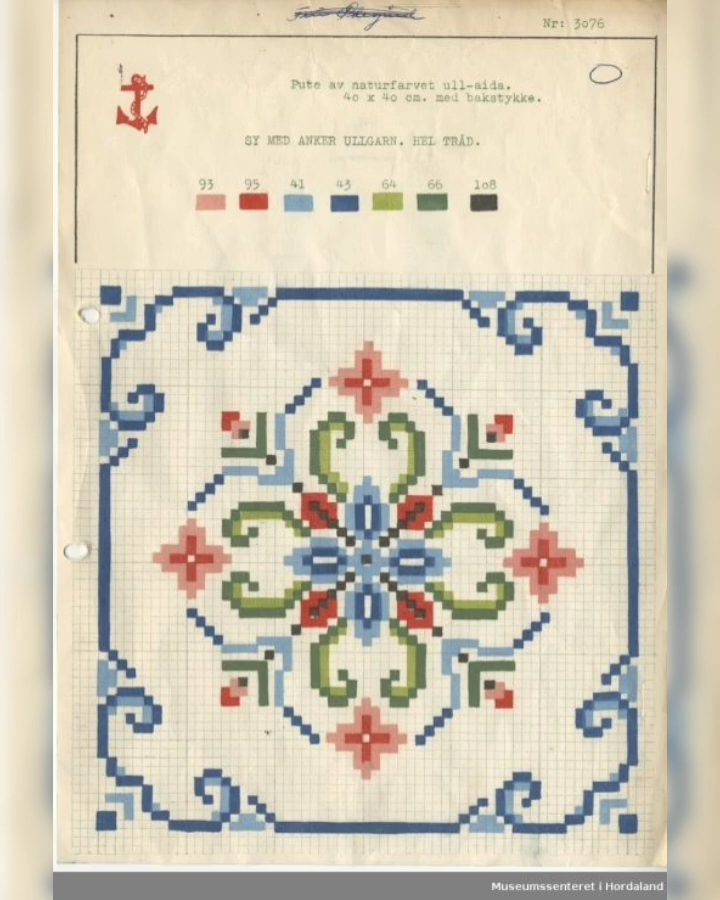 Nr: 3076
Pute av naturfarvet ull-aida.
40 x 40 cm. med bakstykke.
SY MED ANKER ULLGARN. HEL TRÅD.
93 95 41 43 64 66 108
Museumssenteret i Hordaland